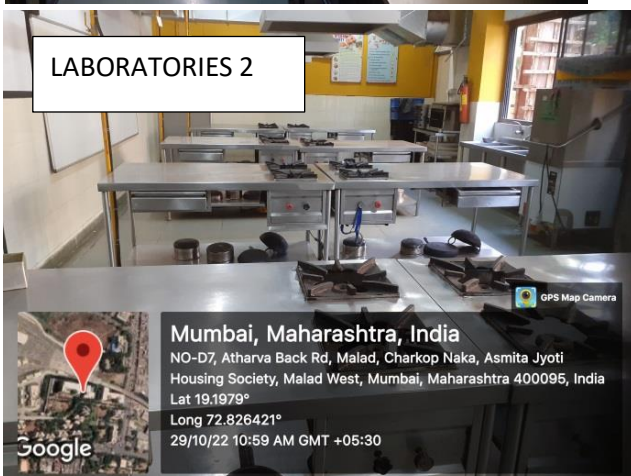 LABORATORIES 2
GPS Map Camera
Mumbai, Maharashtra, India
NO-D7, Atharva Back Rd, Malad, Charkop Naka, Asmita Jyoti
Housing Society, Malad West, Mumbai, Maharashtra 400095, India
Lat 19.1979°
Long 72.826421°
29/10/22 10:59 AM GMT +05:30
Google